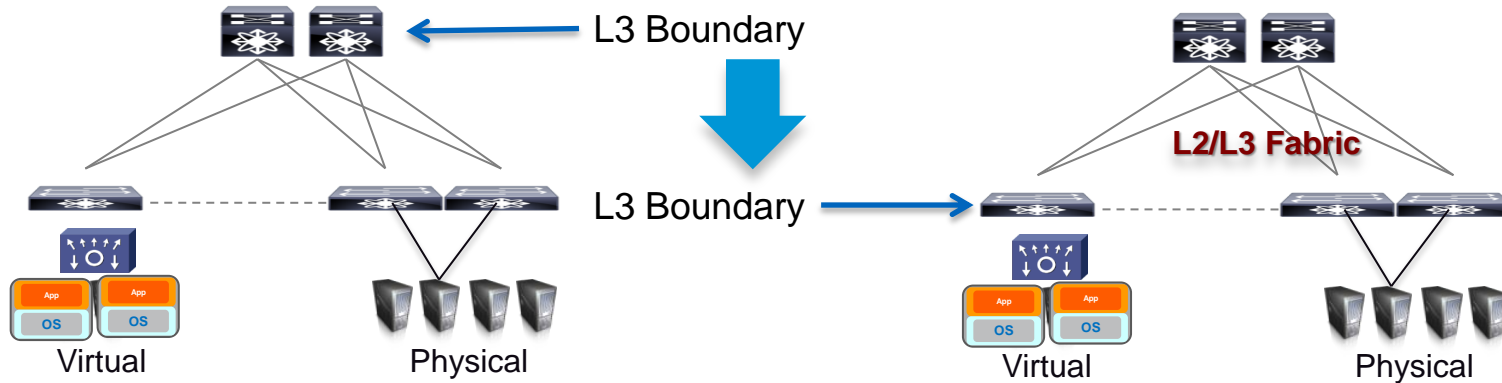 L3 Boundary
L2/L3 Fabric
L3 Boundary
App
App
OS
OS
Virtual
Physical
App
App
OS
OS
Virtual
Physical